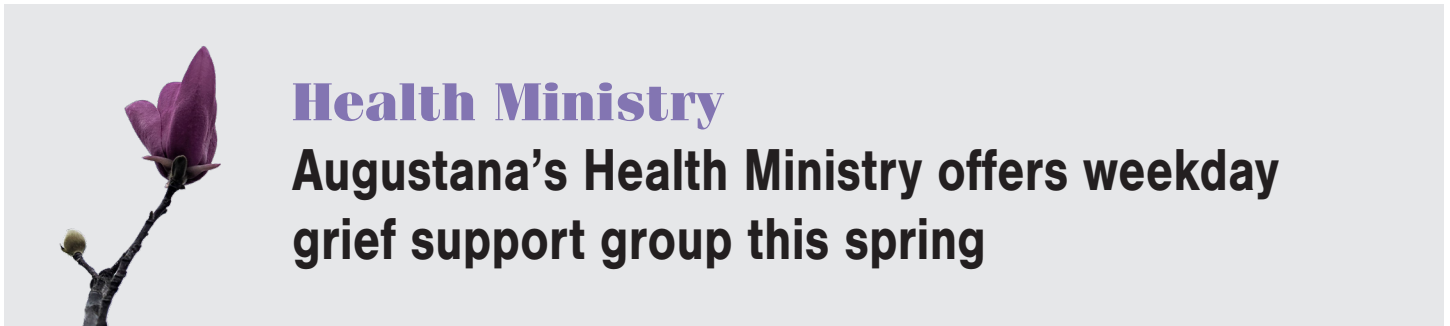 Health Ministry
Augustana’s Health Ministry offers weekday
grief support group this spring